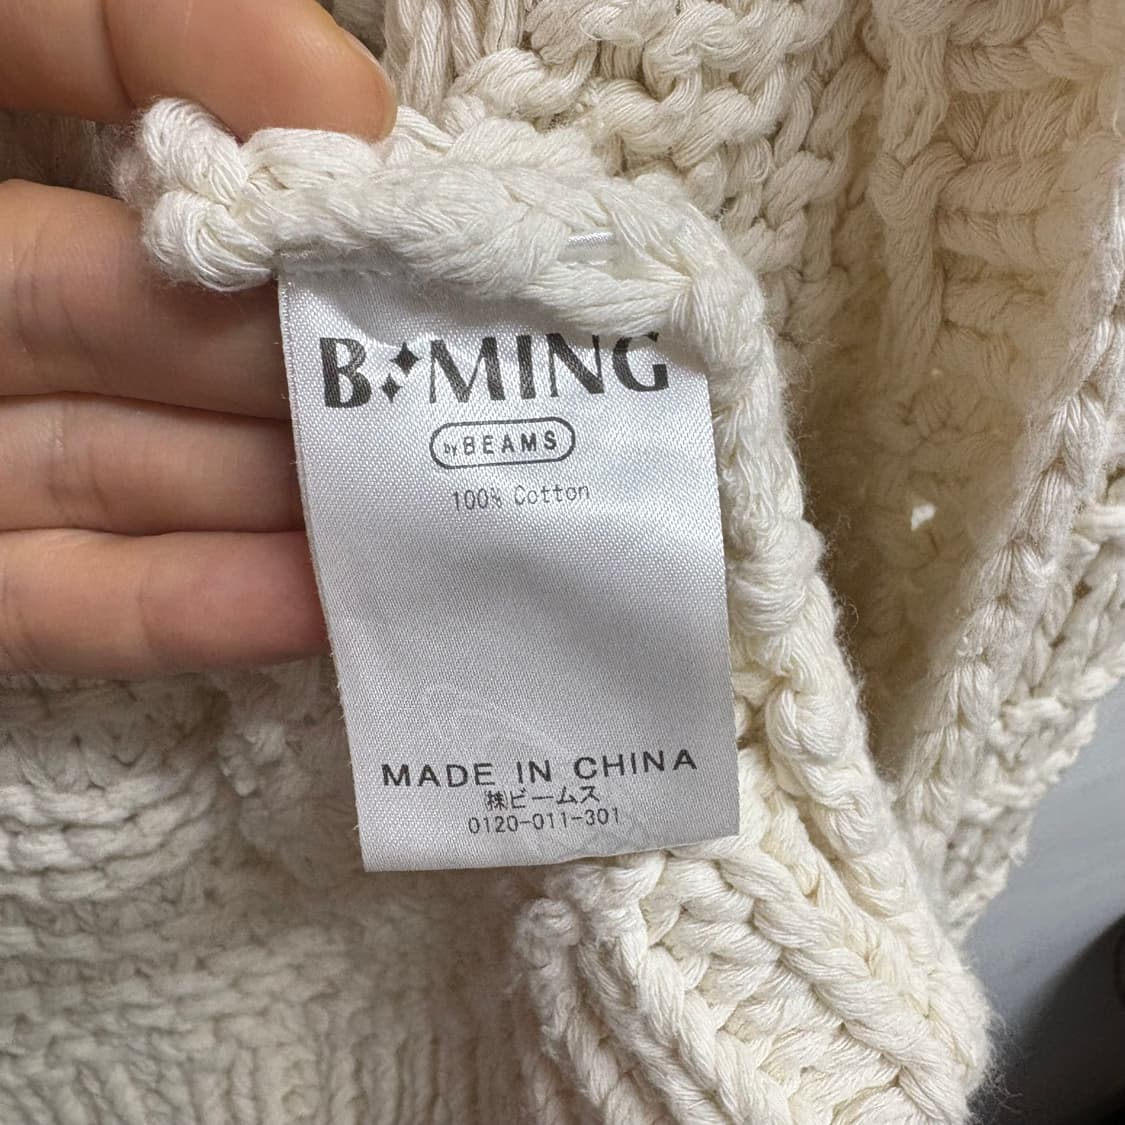 B:MING
by BEAMS
100% Cotton
MADE IN CHINA
㈱ビームス
0120-011-301